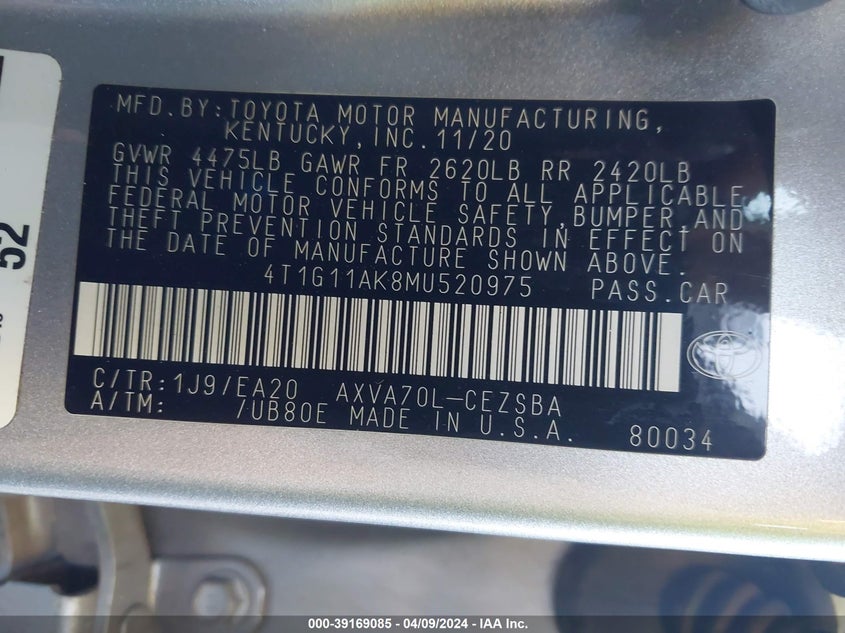 MFD.BY:TOYOTA MOTOR MANUFACTURING,
KENTUCKY,INC.11/20
GVWR 4475LB GAWR FR 2620LB RR 2420LB
THIS VEHICLE CONFORMS TO ALL APPLICABLE
FEDERAL MOTOR VEHICLE SAFETY,BUMPER,AND
THEFT PREVENTION STANDARDS IN EFFECT ON
THE DATE OF MANUFACTURE SHOWN ABOVE.
4T1G11AK8MU520975 PASS.CAR
C/TR:1J9/EA20 AXVA70L-CEZSBA
A/TM: /UB80E MADE IN U.S.A. 80034
52
000-39169085 - 04/09/2024 - IAA Inc.